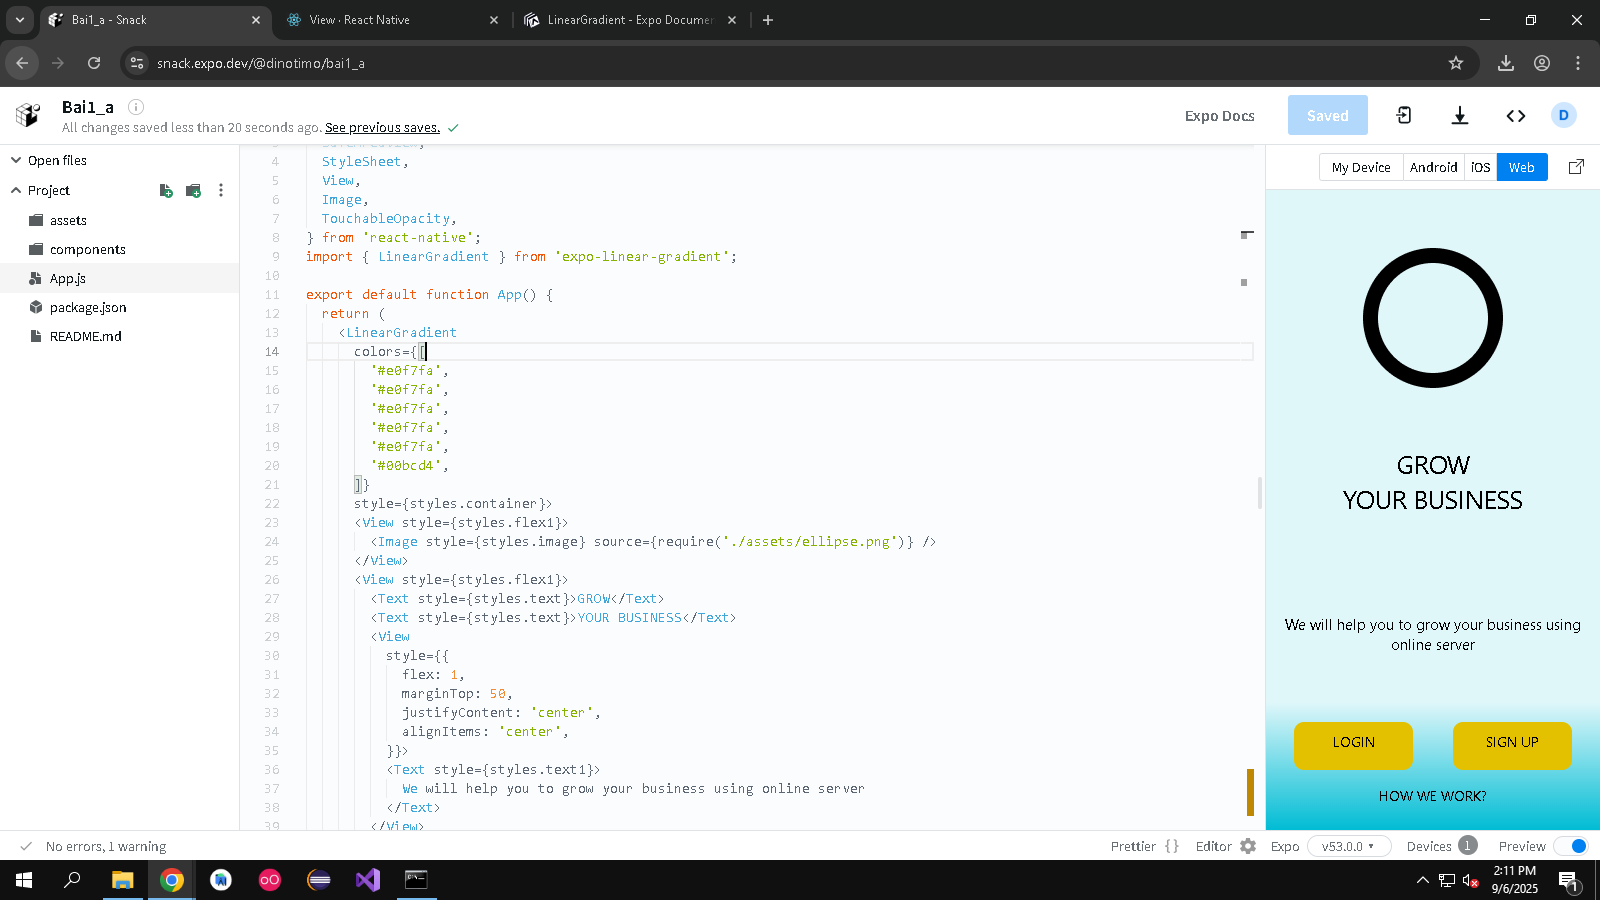 Bai1_a - Snack
View · React Native
LinearGradient - Expo Documen
snack.expo.dev/@dinotimo/bai1_a
Bai1_a
All changes saved less than 20 seconds ago. See previous saves.
Expo Docs
Saved
D
Open files
Project
assets
components
App.js
package.json
README.md
4 StyleSheet,
5 View,
6 Image,
7 TouchableOpacity,
8 } from 'react-native';
9 import { LinearGradient } from 'expo-linear-gradient';
10
11 export default function App() {
12 return (
13 <LinearGradient
14 colors={[
15 '#e0f7fa',
16 '#e0f7fa',
17 '#e0f7fa',
18 '#e0f7fa',
19 '#e0f7fa',
20 '#00bcd4',
21 ]}
22 style={styles.container}>
23 <View style={styles.flex1}>
24 <Image style={styles.image} source={require('./assets/ellipse.png')} />
25 </View>
26 <View style={styles.flex1}>
27 <Text style={styles.text}>GROW</Text>
28 <Text style={styles.text}>YOUR BUSINESS</Text>
29 <View
30 style={{
31 flex: 1,
32 marginTop: 50,
33 justifyContent: 'center',
34 alignItems: 'center',
35 }}>
36 <Text style={styles.text1}>
37 We will help you to grow your business using online server
38 </Text>
39 </View>
My Device Android iOS Web
GROW
YOUR BUSINESS
We will help you to grow your business using
online server
LOGIN SIGN UP
HOW WE WORK?
No errors, 1 warning
Prettier {} Editor Expo v53.0.0 Devices 1 Preview
2:11 PM
9/6/2025
1